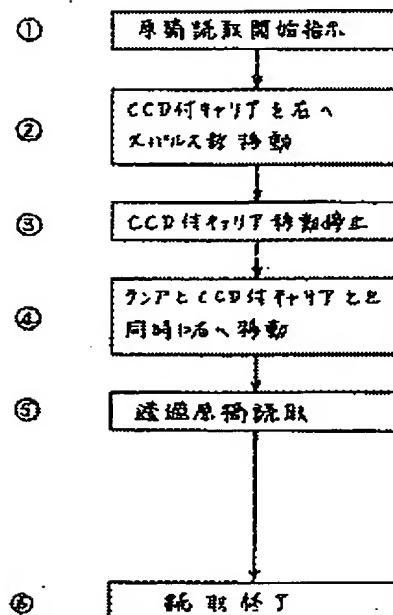 ① 原稿読取開始指示
② CCD付キャリアを右へ
Xパルス数移動
③ CCD付キャリア移動停止
④ ランプとCCD付キャリアとを
同時に右へ移動
⑤ 透過原稿読取
⑥ 読取終了